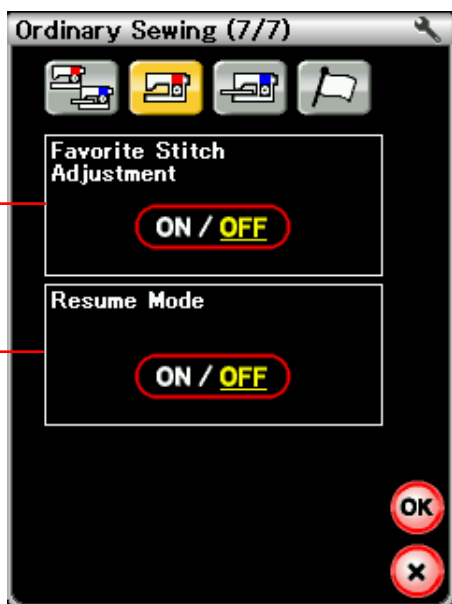 Ordinary Sewing (7/7)
Favorite Stitch
Adjustment
ON / OFF
Resume Mode
ON / OFF
OK
×